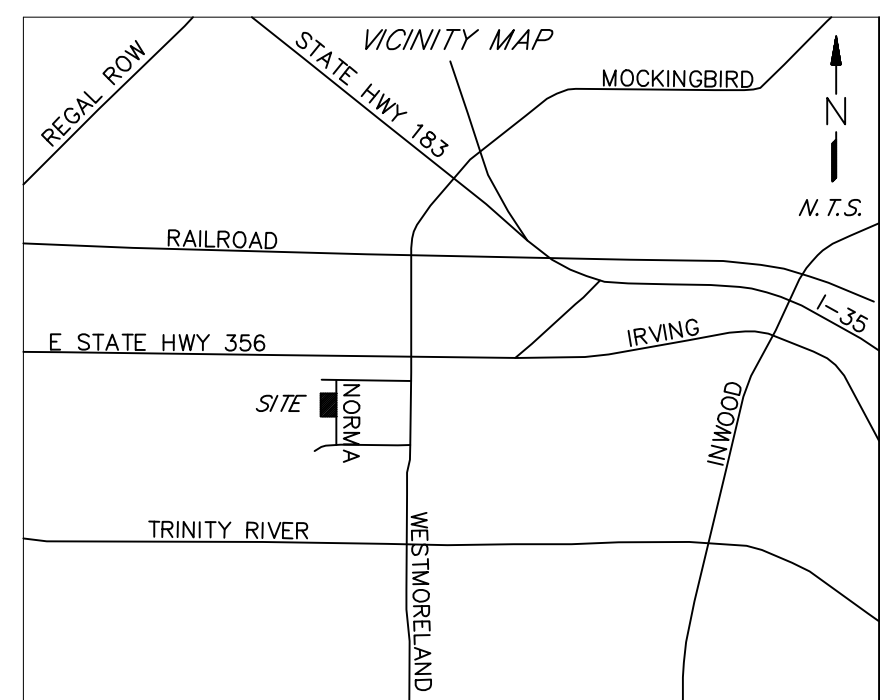 VICINITY MAP
REGAL ROW
STATE HWY 183
MOCKINGBIRD
N
N.T.S.
RAILROAD
I-35
E STATE HWY 356
IRVING
SITE
NORMA
INWOOD
TRINITY RIVER
WESTMORELAND